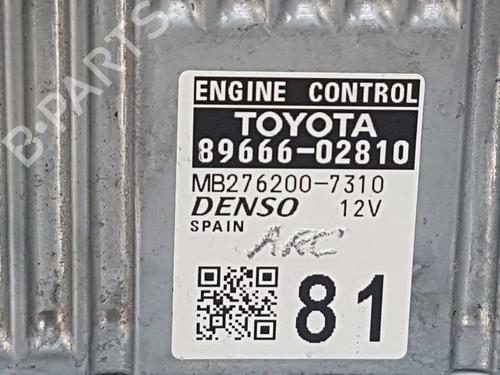 B-PARTS
ENGINE CONTROL
TOYOTA
89666-02810
MB276200-7310
DENSO 12V
SPAIN
ARC
81